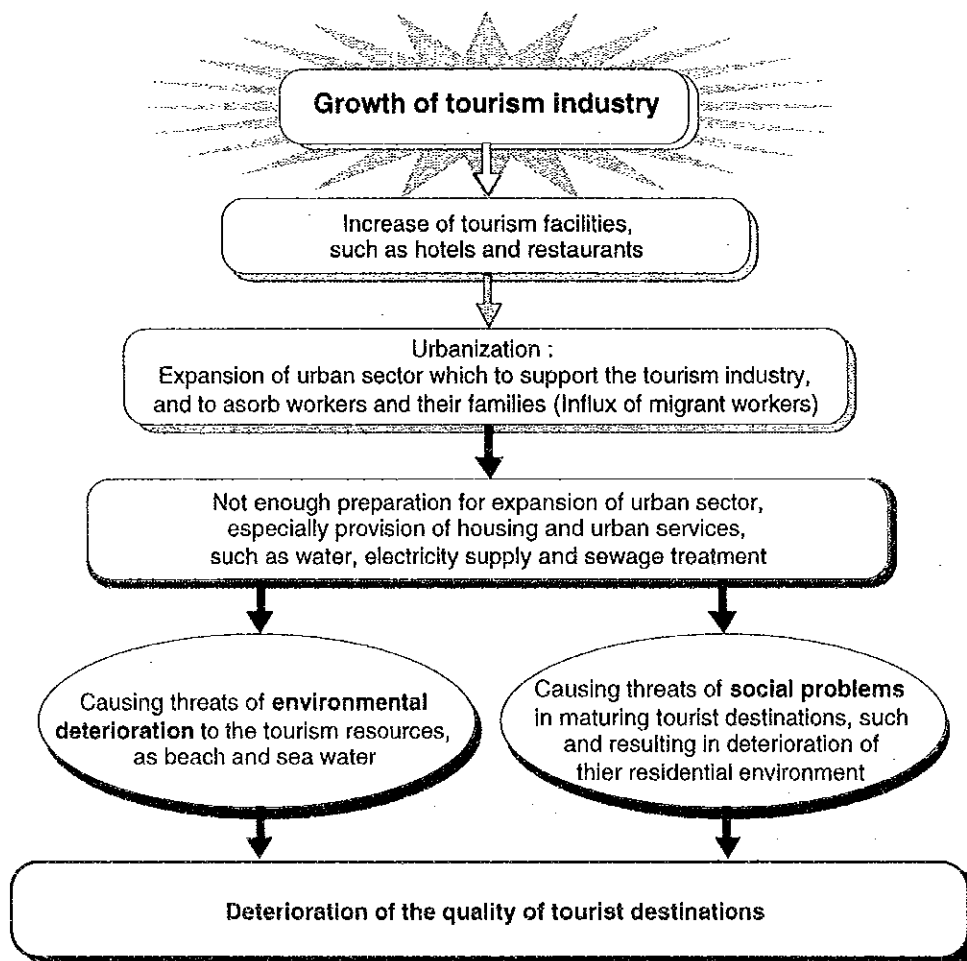 Growth of tourism industry
Increase of tourism facilities,
such as hotels and restaurants
Urbanization :
Expansion of urban sector which to support the tourism industry,
and to asorb workers and their families (Influx of migrant workers)
Not enough preparation for expansion of urban sector,
especially provision of housing and urban services,
such as water, electricity supply and sewage treatment
Causing threats of environmental
deterioration to the tourism resources,
as beach and sea water
Causing threats of social problems
in maturing tourist destinations, such
and resulting in deterioration of
thier residential environment
Deterioration of the quality of tourist destinations